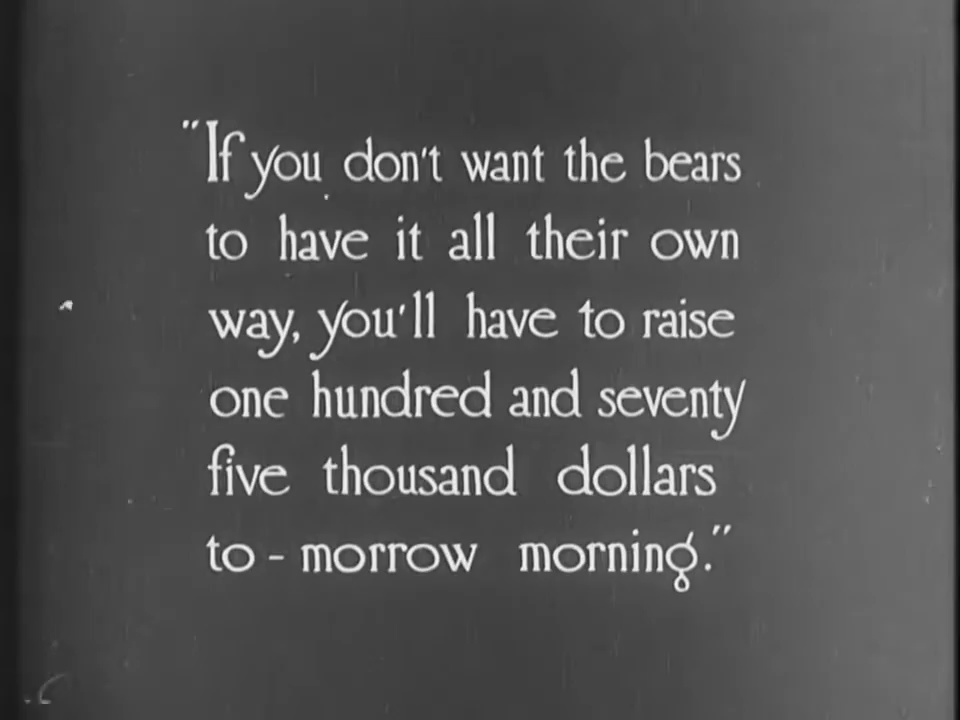 "If you don't want the bears
to have it all their own
way, you'll have to raise
one hundred and seventy
five thousand dollars
to-morrow morning."